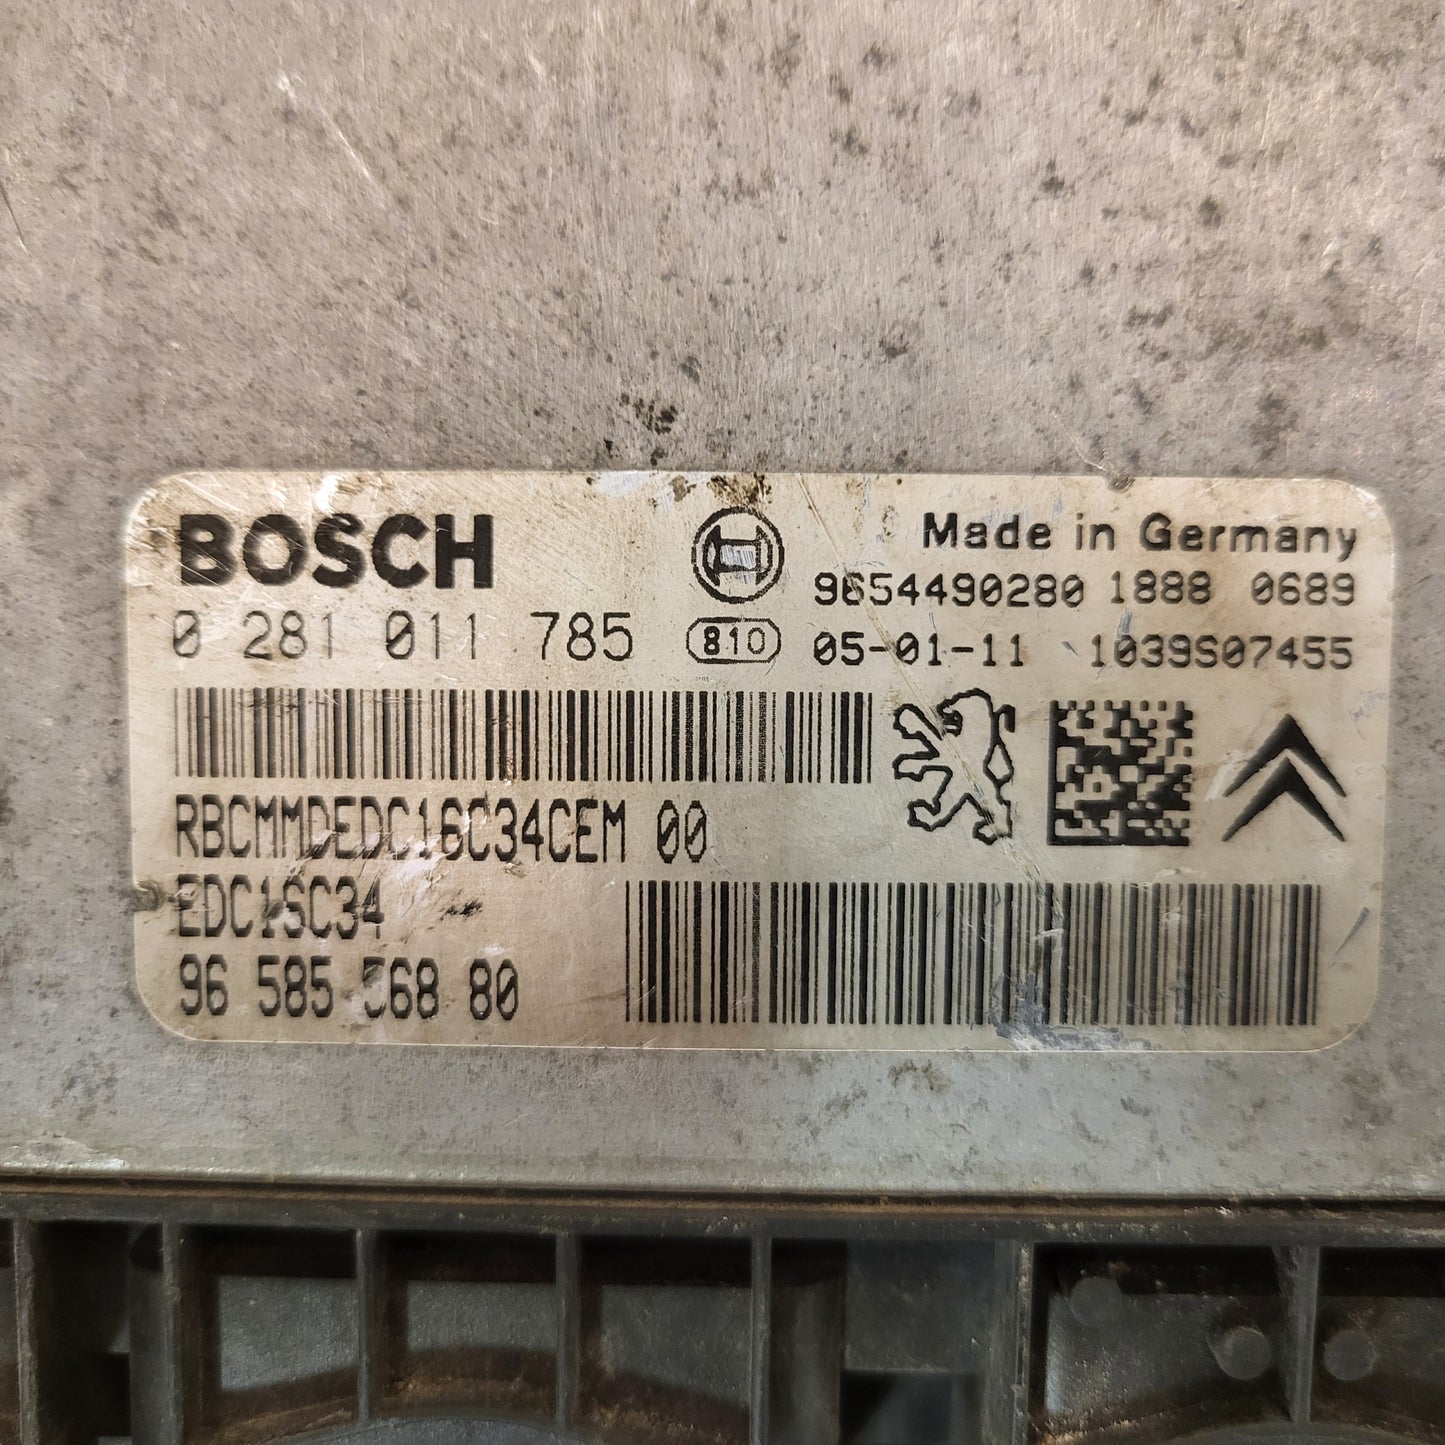 BOSCH
Made in Germany
9654490280 1888 0689
0 281 011 785
810
05-01-11 1039S07455
RBCMMDEDC16C34CEM 00
EDC1SC34
96 585 568 80